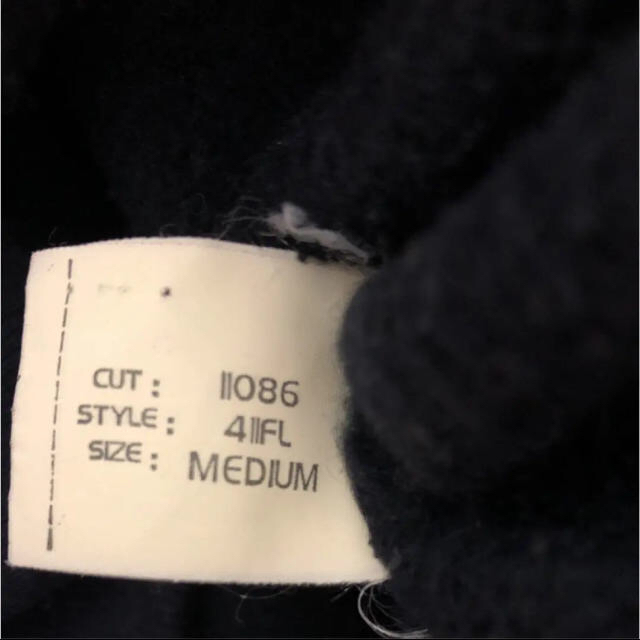 CUT : 11086
STYLE : 411FL
SIZE : MEDIUM